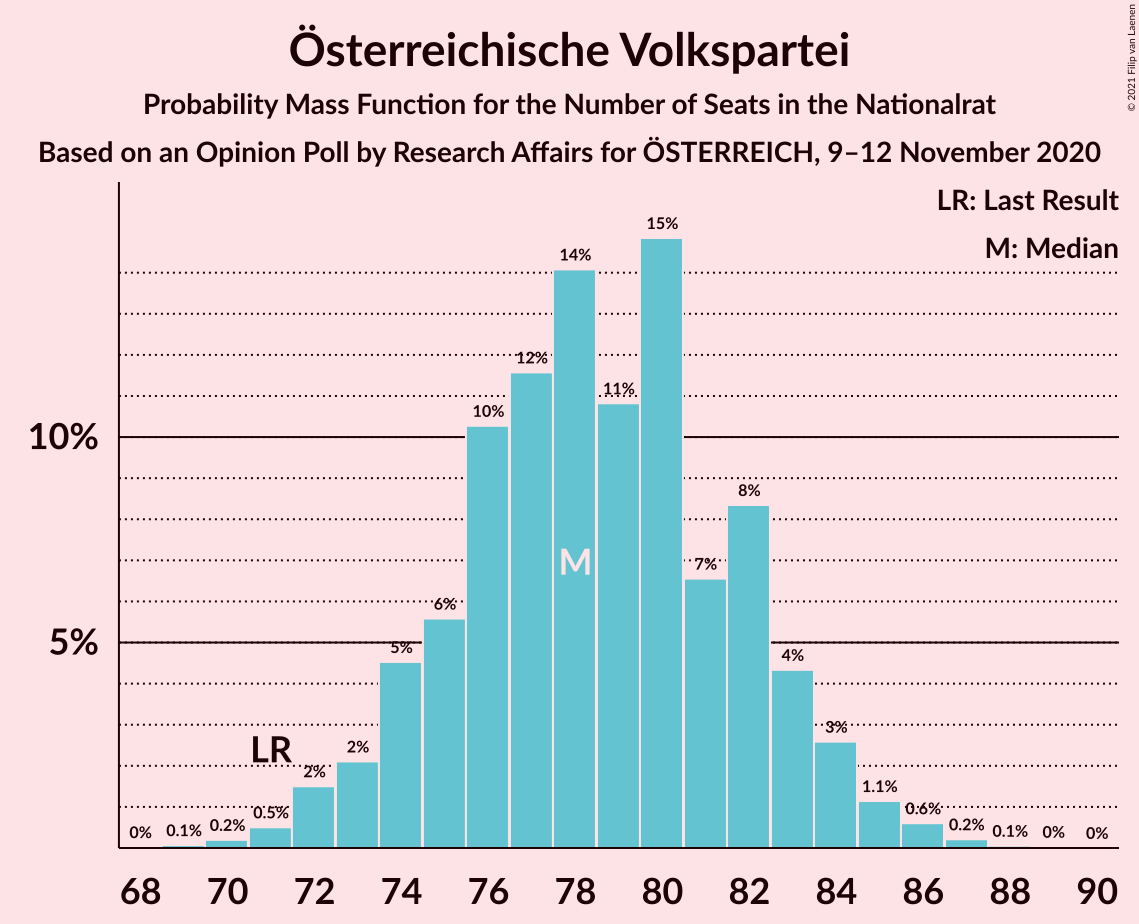 Österreichische Volkspartei
Probability Mass Function for the Number of Seats in the Nationalrat
Based on an Opinion Poll by Research Affairs for ÖSTERREICH, 9–12 November 2020
© 2021 Filip van Laenen
LR: Last Result
M: Median
10%
5%
0%
0.1%
0.2%
0.5%
2%
2%
5%
6%
10%
12%
14%
11%
15%
7%
8%
4%
3%
1.1%
0.6%
0.2%
0.1%
0%
0%
LR
M
68 70 72 74 76 78 80 82 84 86 88 90